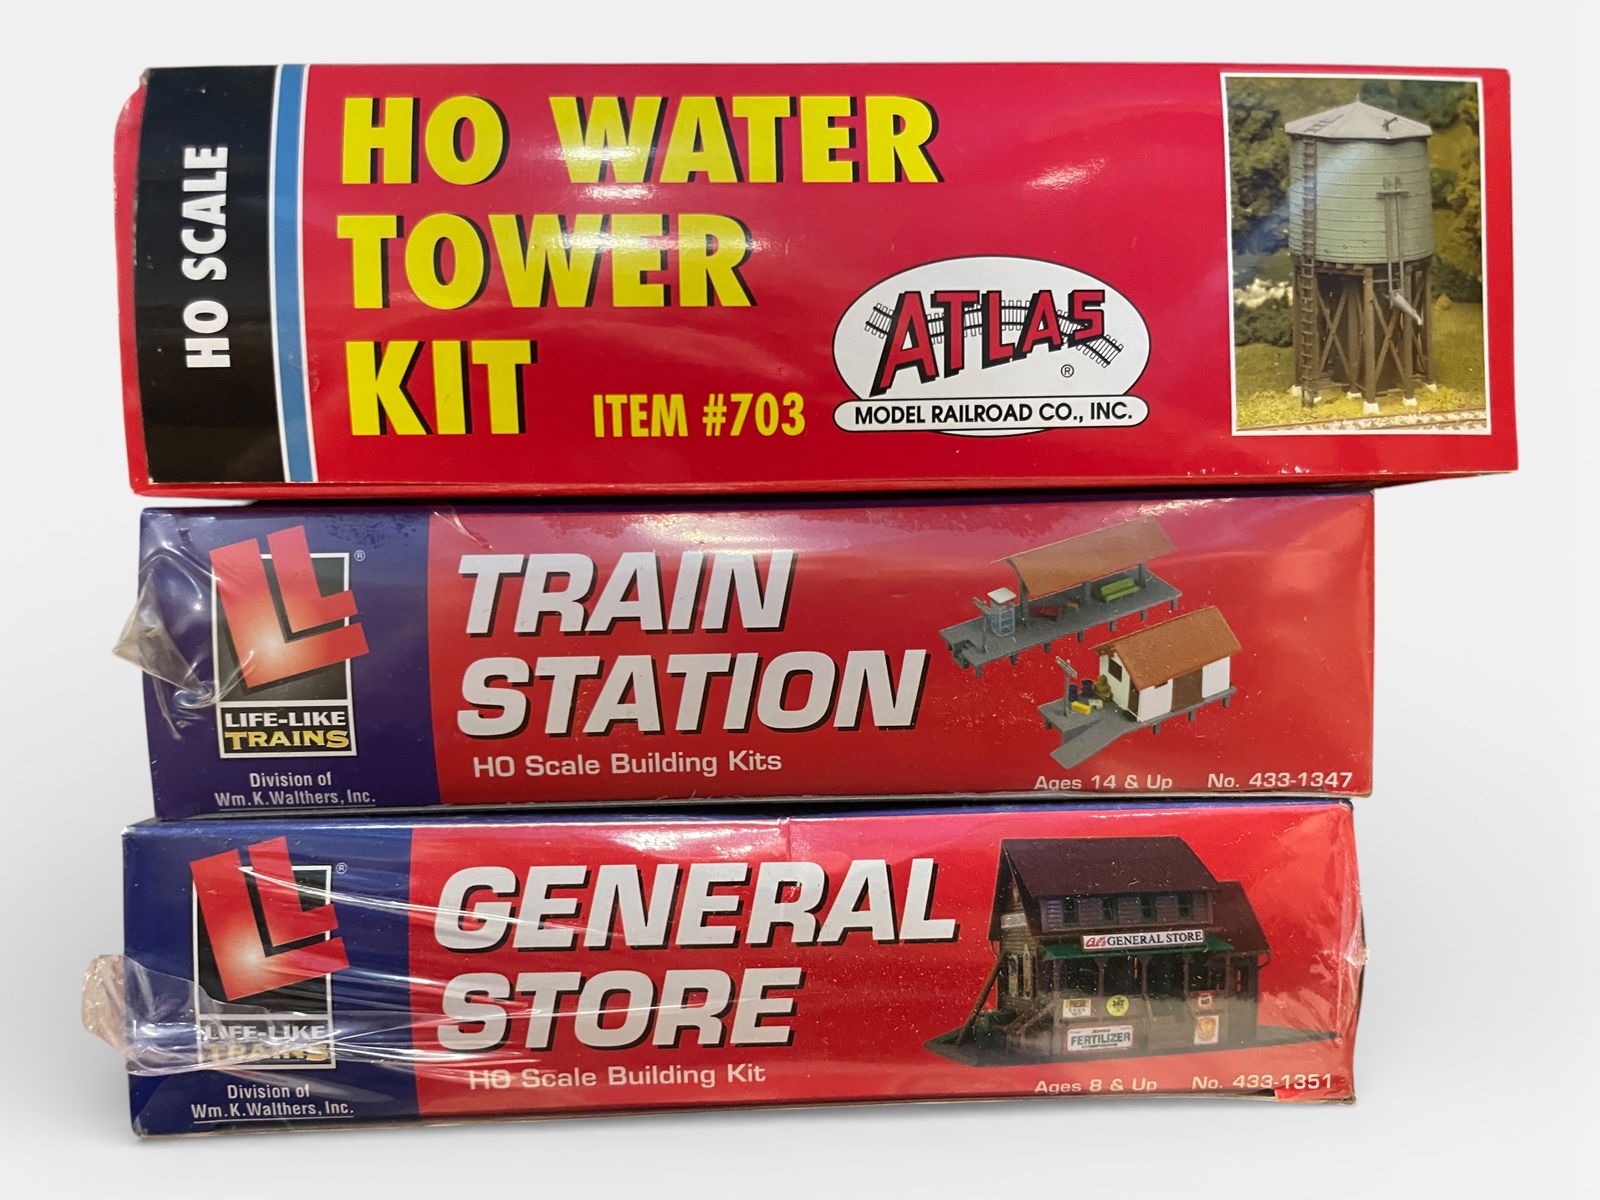 HO SCALE
HO WATER
TOWER
KIT
ITEM #703
ATLAS
®
MODEL RAILROAD CO., INC.
®
LIFE-LIKE
TRAINS
Division of
Wm.K.Walthers, Inc.
TRAIN
STATION
HO Scale Building Kits
Ages 14 & Up No. 433-1347
®
LIFE-LIKE
TRAINS
Division of
Wm.K.Walthers, Inc.
GENERAL
STORE
HO Scale Building Kit
Al's GENERAL STORE
FERTILIZER
Ages 8 & Up No. 433-1351